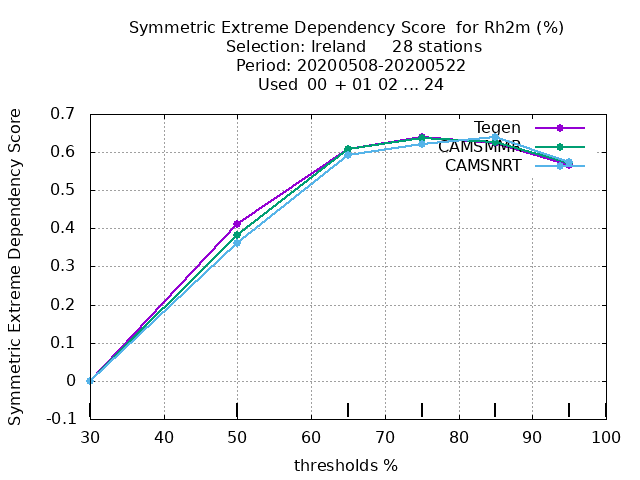 Symmetric Extreme Dependency Score for Rh2m (%)
Selection: Ireland 28 stations
Period: 20200508-20200522
Used 00 + 01 02 ... 24
Symmetric Extreme Dependency Score
0.7
0.6
0.5
0.4
0.3
0.2
0.1
0
-0.1
Tegen
CAMSMMR
CAMSNRT
30 40 50 60 70 80 90 100
thresholds %